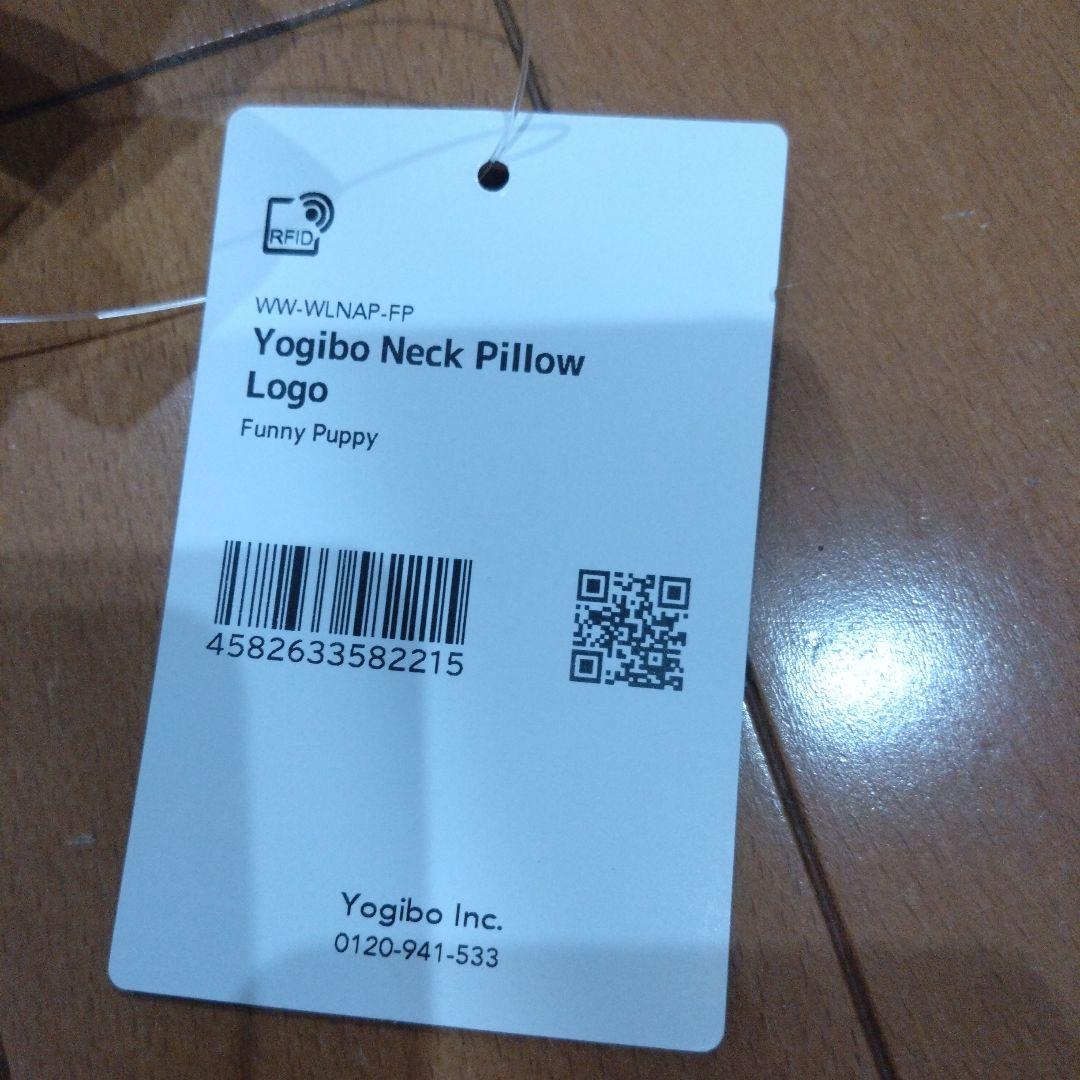 RFID
WW-WLNAP-FP
Yogibo Neck Pillow
Logo
Funny Puppy
4582633582215
Yogibo Inc.
0120-941-533